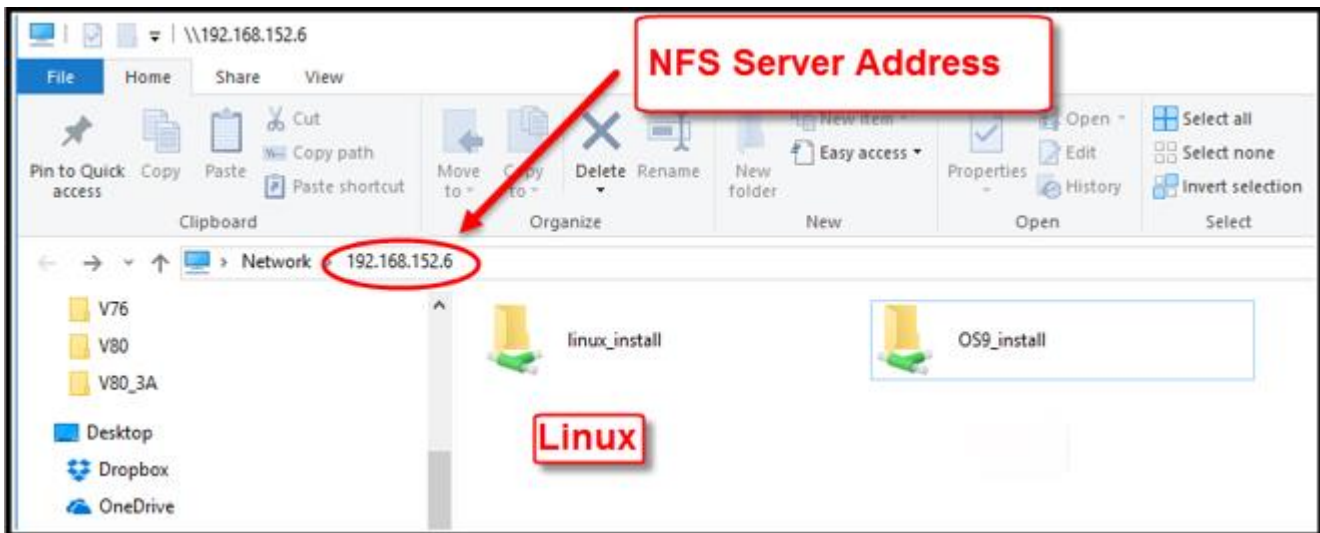 \\192.168.152.6
NFS Server Address
File Home Share View
Cut
Copy path
Paste shortcut
Pin to Quick access
Copy
Paste
Clipboard
Move to
Copy to
Delete
Rename
Organize
New folder
New item
Easy access
New
Properties
Open
Edit
History
Open
Select all
Select none
Invert selection
Select
Network 192.168.152.6
V76
V80
V80_3A
Desktop
Dropbox
OneDrive
linux_install
OS9_install
Linux